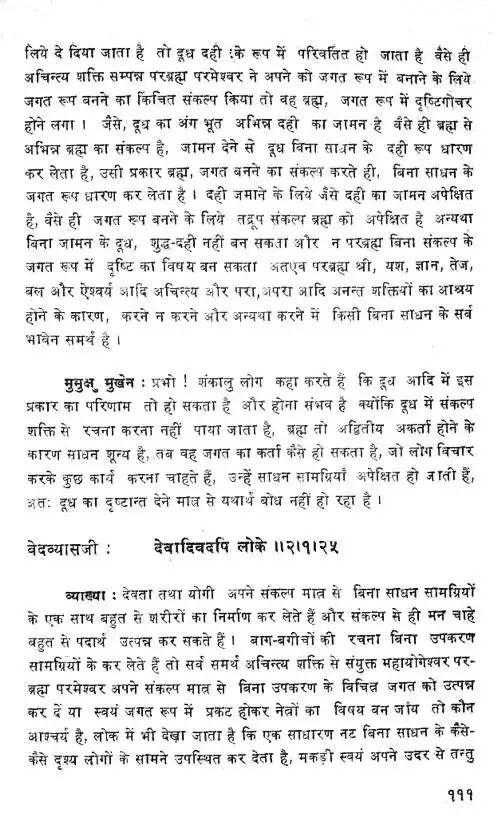 लिये दे दिया जाता है तो दूध दही :के रूप में परिवर्तित हो जाता है वैसे ही
अचिन्त्य शक्ति सम्पन्न परब्रह्म परमेश्वर ने अपने को जगत रूप में बनाने के लिये
जगत रूप बनने का किंचित संकल्प किया तो वह ब्रह्म, जगत रूप में दृष्टिगोचर
होने लगा । जैसे, दूध का अंग भूत अभिन्न दही का जामन है वैसे ही ब्रह्म से
अभिन्न ब्रह्म का संकल्प है, जामन देने से दूध बिना साधन के दही रूप धारण
कर लेता है, उसी प्रकार ब्रह्म, जगत बनने का संकल्प करते ही, बिना साधन के
जगत रूप धारण कर लेता है । दही जमाने के लिये जैसे दही का जामन अपेक्षित
है, वैसे ही जगत रूप बनने के लिये तद्रूप संकल्प ब्रह्म को अपेक्षित है अन्यथा
बिना जामन के दूध, शुद्ध-दही नहीं बन सकता और न परब्रह्म बिना संकल्प के
जगत रूप में दृष्टि का विषय बन सकता अतएव परब्रह्म श्री, यश, ज्ञान, तेज,
बल और ऐश्वर्य आदि अचिन्त्य और परा,अपरा आदि अनन्त शक्तियों का आश्रय
होने के कारण, करने न करने और अन्यथा करने में किसी बिना साधन के सर्व
भावेन समर्थ है ।
मुमुक्षु मुखेन : प्रभो ! शंकालु लोग कहा करते हैं कि दूध आदि में इस
प्रकार का परिणाम तो हो सकता है और होना संभव है क्योंकि दूध में संकल्प
शक्ति से रचना करना नहीं पाया जाता है, ब्रह्म तो अद्वितीय अकर्ता होने के
कारण साधन शून्य है, तब वह जगत का कर्ता कैसे हो सकता है, जो लोग विचार
करके कुछ कार्य करना चाहते हैं, उन्हें साधन सामग्रियाँ अपेक्षित हो जाती हैं,
अतः दूध का दृष्टान्त देने मात्र से यथार्थ बोध नहीं हो रहा है ।
वेदव्यासजी : देवादिवदपि लोके ।।२।१।२५
व्याख्या : देवता तथा योगी अपने संकल्प मात्र से बिना साधन सामग्रियों
के एक साथ बहुत से शरीरों का निर्माण कर लेते हैं और संकल्प से ही मन चाहे
बहुत से पदार्थ उत्पन्न कर सकते हैं । बाग-बगीचों की रचना बिना उपकरण
सामग्रियों के कर लेते हैं तो सर्व समर्थ अचिन्त्य शक्ति से संयुक्त महायोगेश्वर पर-
ब्रह्म परमेश्वर अपने संकल्प मात्र से बिना उपकरण के विचित्र जगत को उत्पन्न
कर दें या स्वयं जगत रूप में प्रकट होकर नेत्रों का विषय बन जांय तो कौन
आश्चर्य है, लोक में भी देखा जाता है कि एक साधारण नट बिना साधन के कैसे-
कैसे दृश्य लोगों के सामने उपस्थित कर देता है, मकड़ी स्वयं अपने उदर से तन्तु
१११